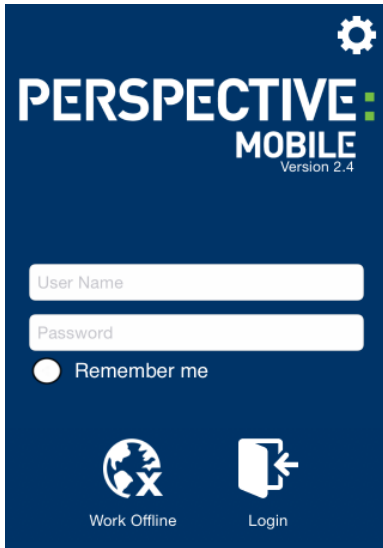 PERSPECTIVE:
MOBILE
Version 2.4
User Name
Password
Remember me
Work Offline
Login